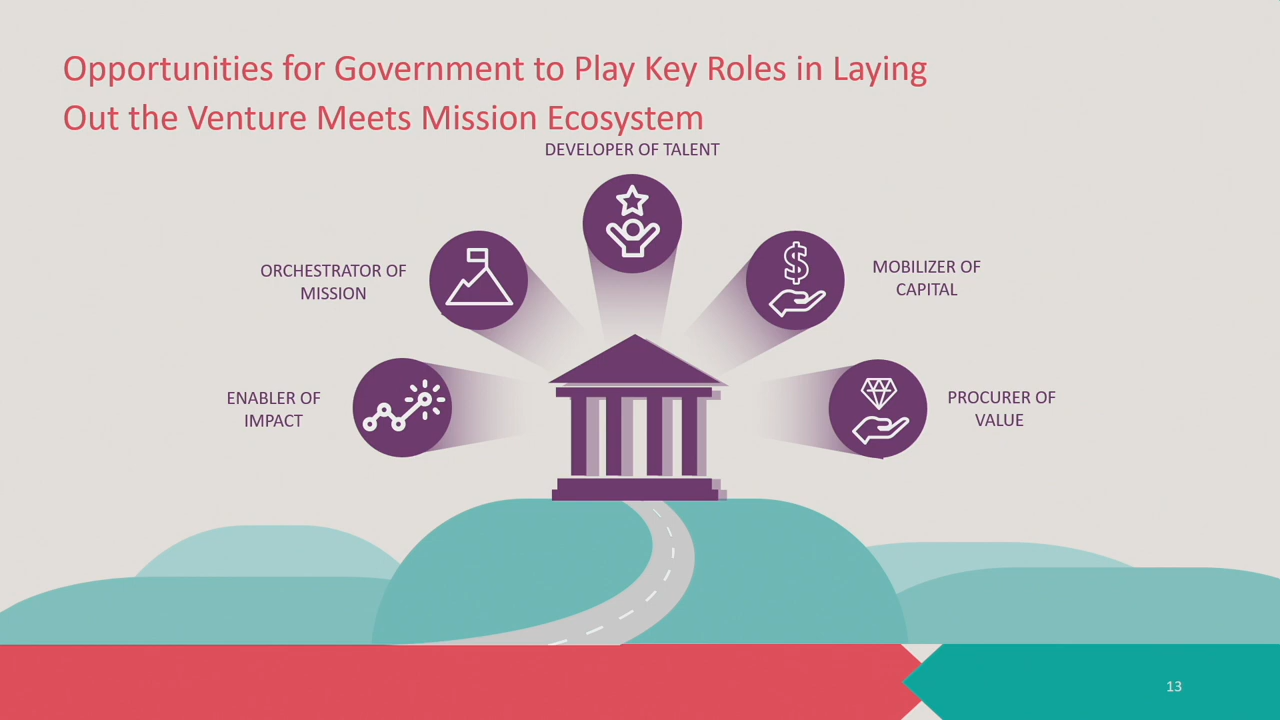 Opportunities for Government to Play Key Roles in Laying
Out the Venture Meets Mission Ecosystem
DEVELOPER OF TALENT
ORCHESTRATOR OF
MISSION
MOBILIZER OF
CAPITAL
ENABLER OF
IMPACT
PROCURER OF
VALUE
$
13